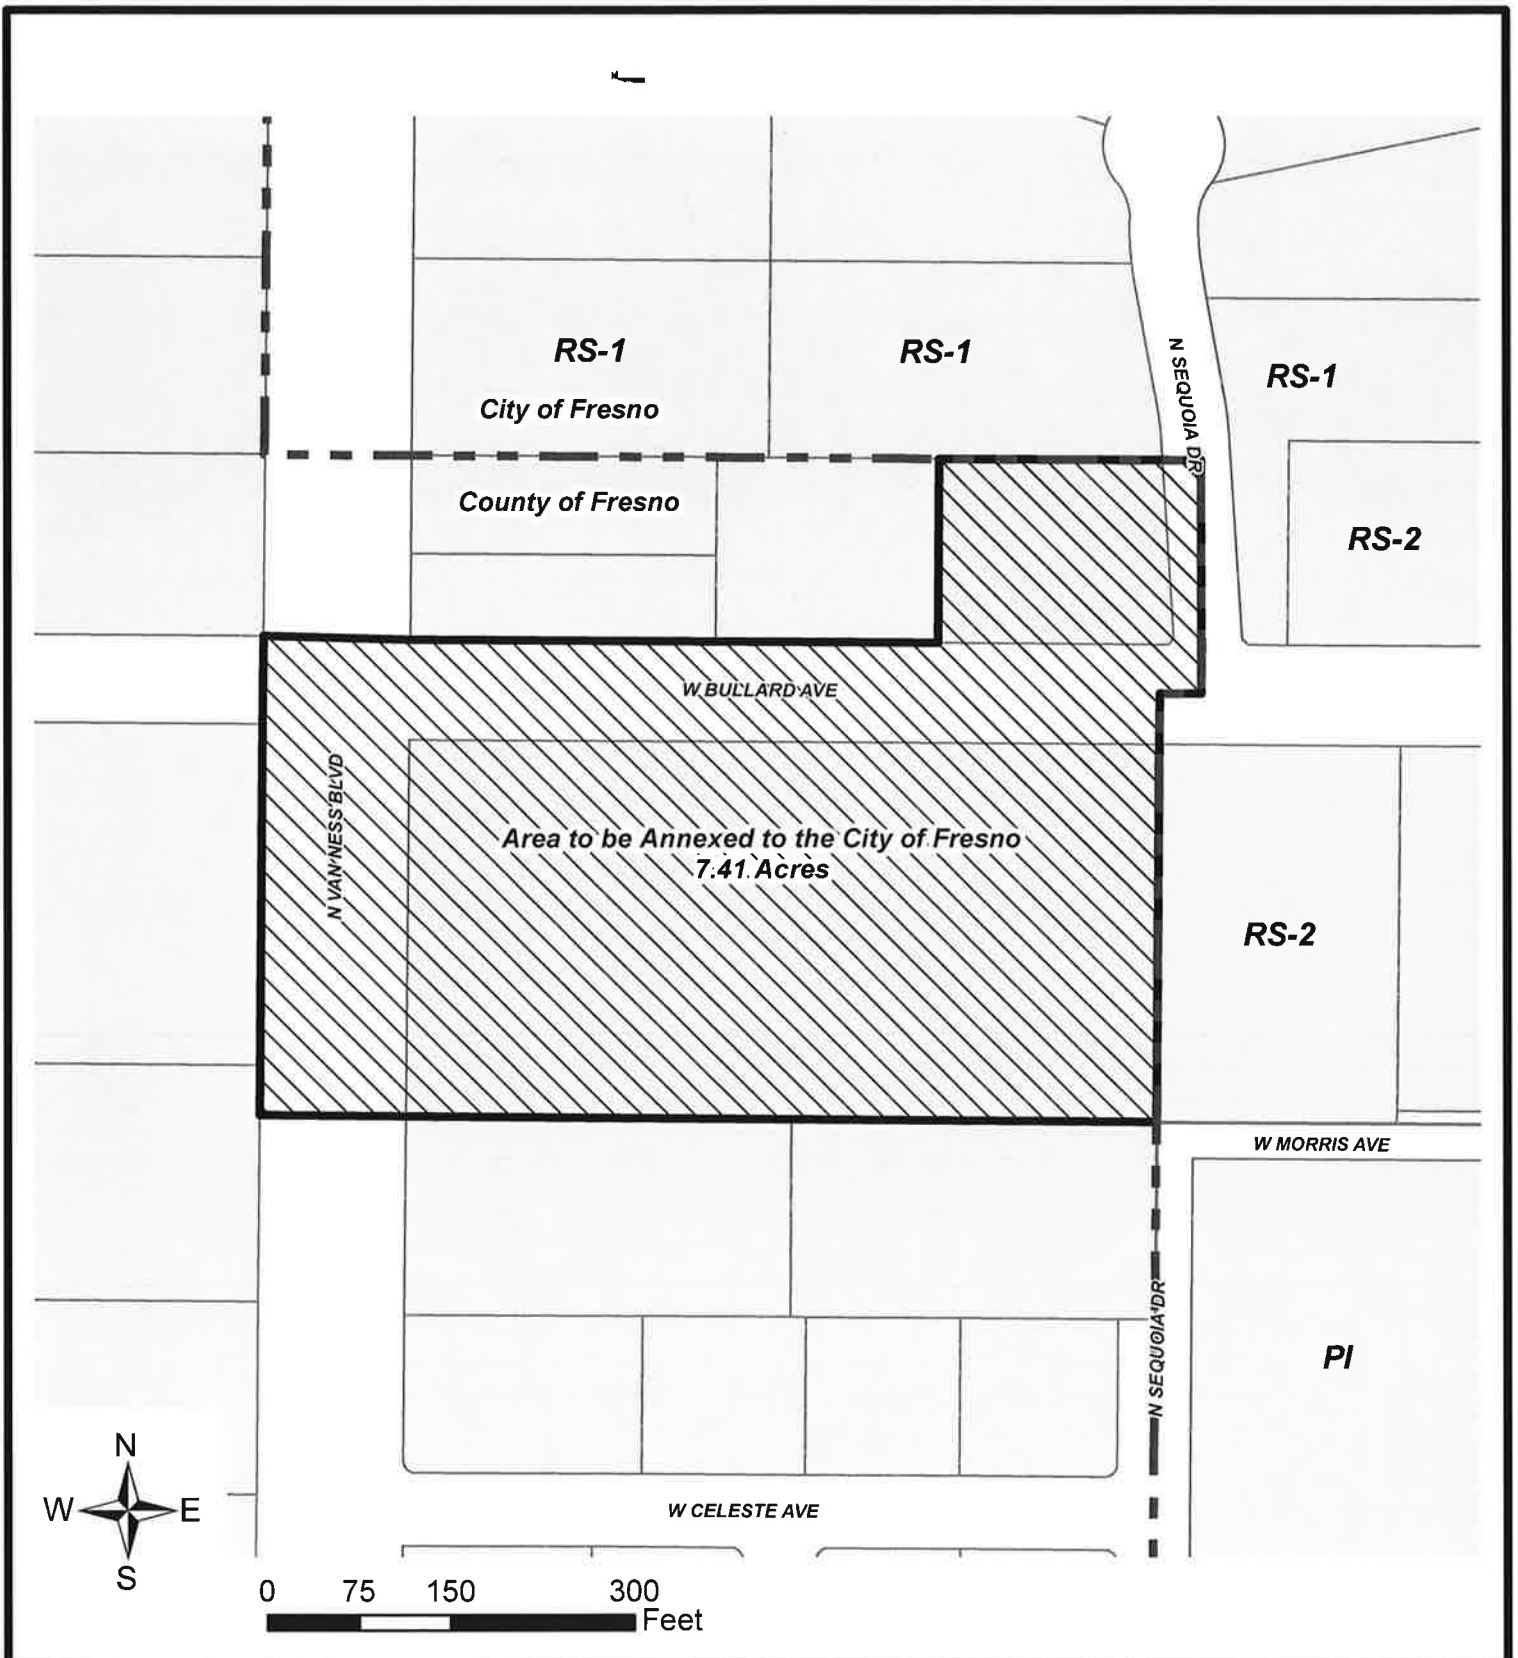 RS-1
RS-1
RS-1
City of Fresno
N SEQUOIA DR
County of Fresno
RS-2
W BULLARD AVE
N VAN NESS BLVD
Area to be Annexed to the City of Fresno
7.41 Acres
RS-2
W MORRIS AVE
N SEQUOIA DR
PI
N
W E
S
W CELESTE AVE
0 75 150 300
Feet